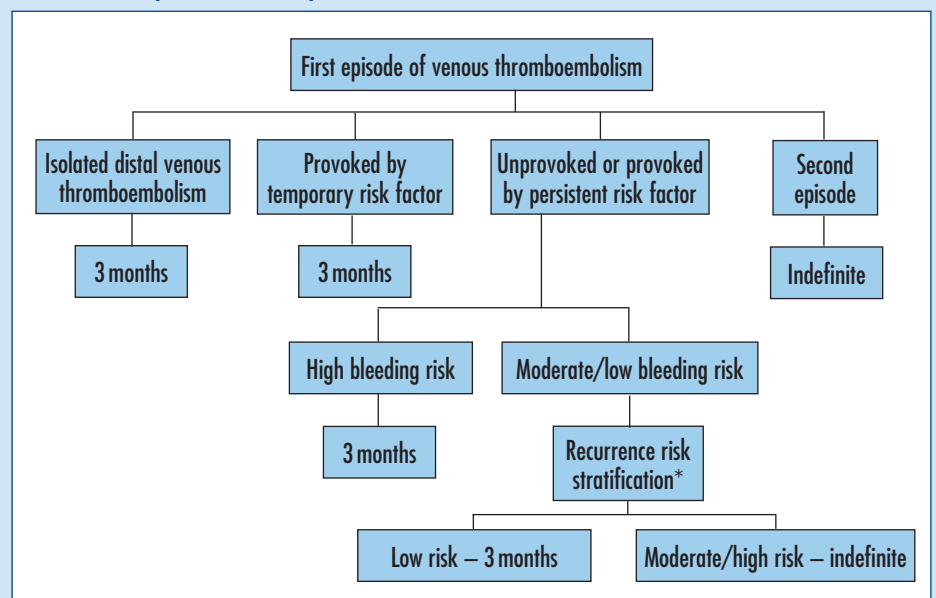 First episode of venous thromboembolism
Isolated distal venous
thromboembolism
Provoked by
temporary risk factor
Unprovoked or provoked
by persistent risk factor
Second
episode
3 months
3 months
Indefinite
High bleeding risk
Moderate/low bleeding risk
3 months
Recurrence risk
stratification*
Low risk – 3 months
Moderate/high risk – indefinite